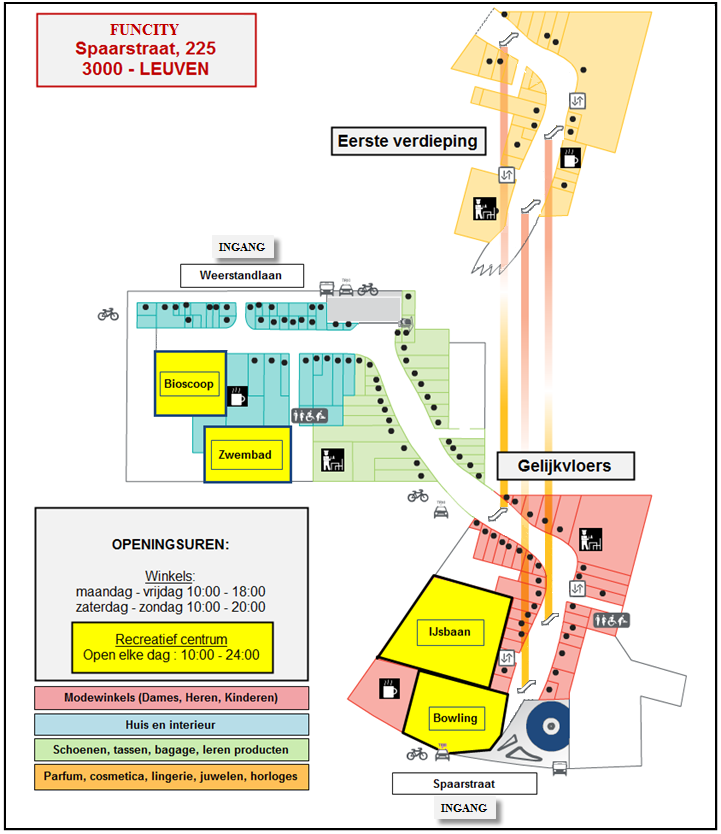 FUNCITY
Spaarstraat, 225
3000 - LEUVEN
Eerste verdieping
INGANG
Weerstandlaan
Bioscoop
Zwembad
Gelijkvloers
OPENINGSUREN:
Winkels:
maandag - vrijdag 10:00 - 18:00
zaterdag - zondag 10:00 - 20:00
Recreatief centrum
Open elke dag : 10:00 - 24:00
IJsbaan
Bowling
Modewinkels (Dames, Heren, Kinderen)
Huis en interieur
Schoenen, tassen, bagage, leren producten
Parfum, cosmetica, lingerie, juwelen, horloges
Spaarstraat
INGANG